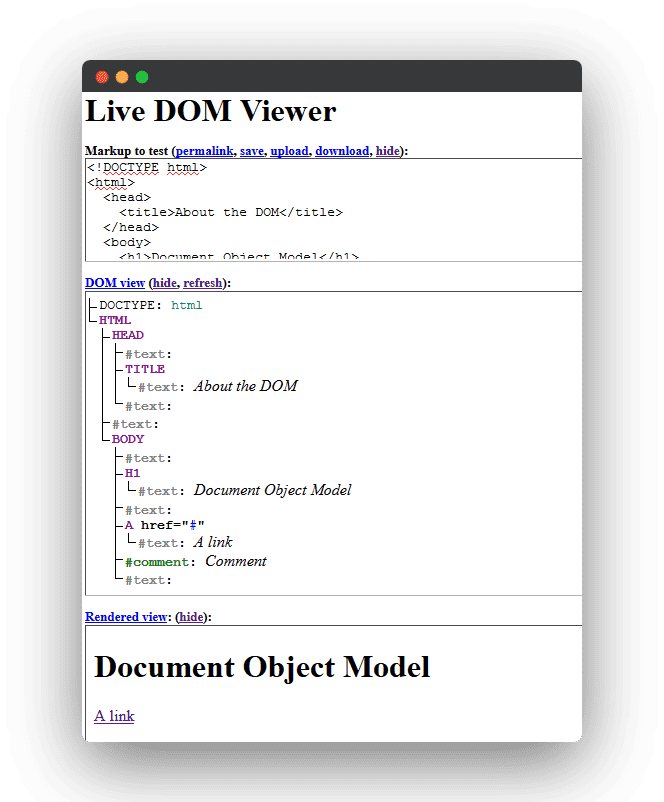 Live DOM Viewer
Markup to test (permalink, save, upload, download, hide):
<!DOCTYPE html>
<html>
<head>
<title>About the DOM</title>
</head>
<body>
<h1>Document Object Model</h1>
DOM view (hide, refresh):
DOCTYPE: html
HTML
HEAD
#text:
TITLE
#text: About the DOM
#text:
#text:
BODY
#text:
H1
#text: Document Object Model
#text:
A href="#"
#text: A link
#comment: Comment
#text:
Rendered view: (hide):
Document Object Model
A link